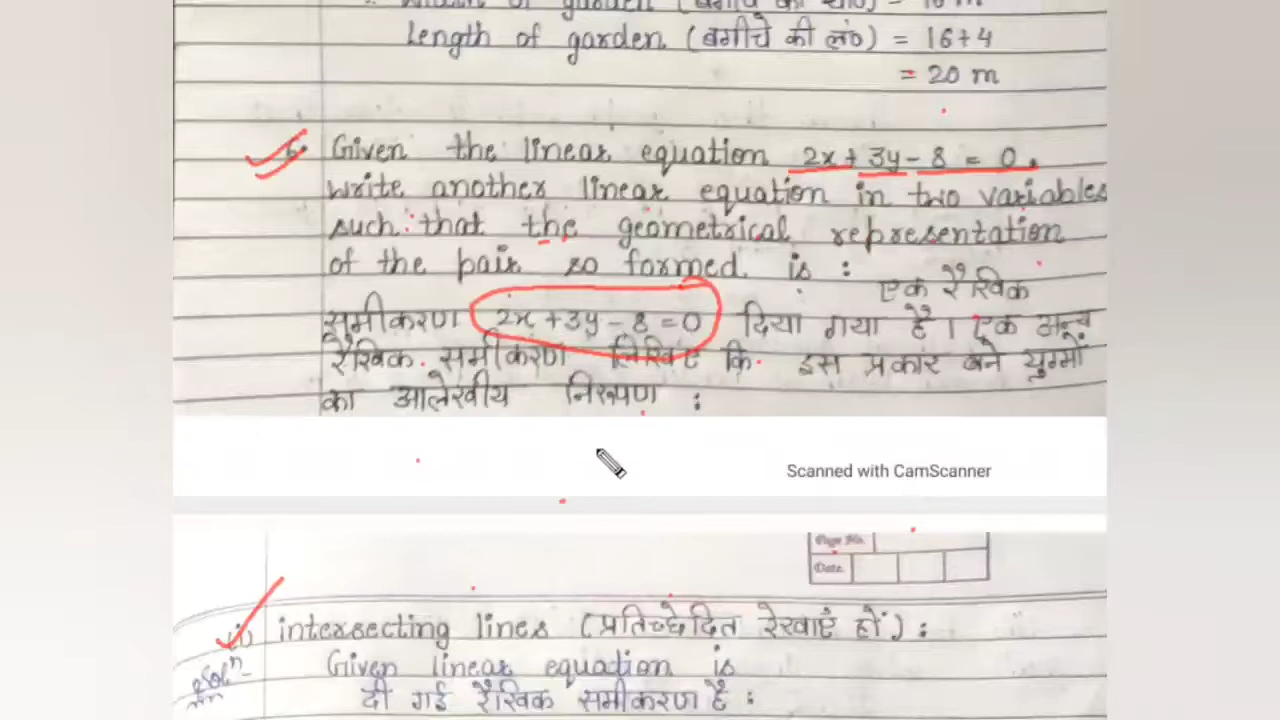 Length of garden (बगीचे की लं०) = 16+4
= 20 m
6. Given the linear equation 2x + 3y - 8 = 0.
Write another linear equation in two variables
such that the geometrical representation
of the pair so formed is :
एक रैखिक
समीकरण 2x + 3y - 8 = 0 दिया गया है। एक अन्य
रैखिक समीकरण लिखिए कि इस प्रकार बने युग्मों
का आलेखीय निरूपण :
Scanned with CamScanner
Page No.
Date
(i) intersecting lines (प्रतिच्छेदित रेखाएं हों) :
Solⁿ- Given linear equation is
दी गई रैखिक समीकरण है :